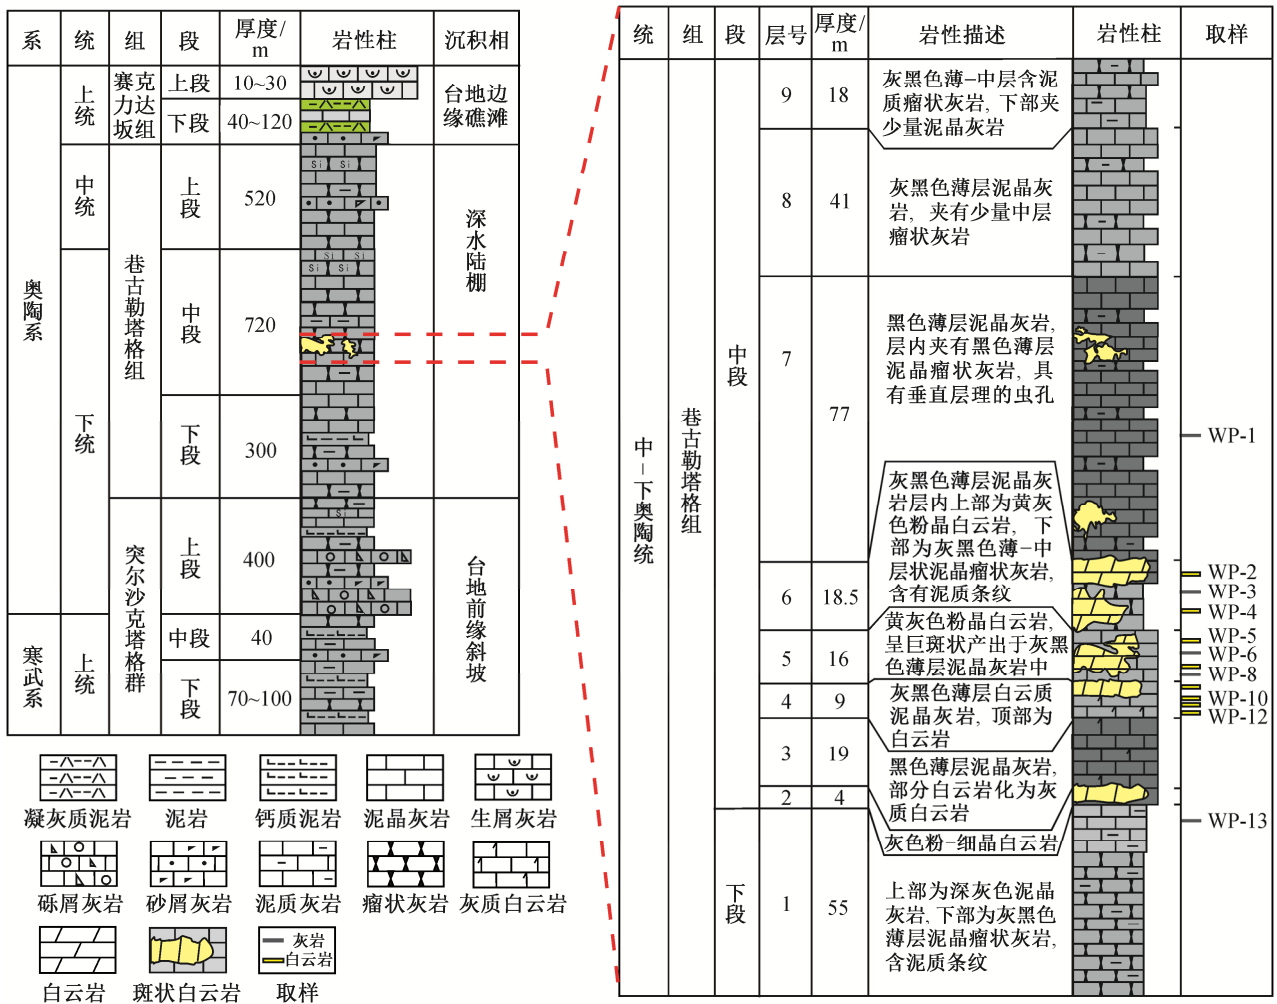 系 统 组 段 厚度/m 岩性柱 沉积相
奥陶系
寒武系
上统
中统
下统
上统
赛克
力达
坂组
巷古勒塔格组
突尔沙克塔格群
上段 10~30
下段 40~120
上段 520
中段 720
下段 300
上段 400
中段 40
下段 70~100
Si Si
Si Si
Si Si
Si
台地边
缘礁滩
深水陆棚
台地前缘斜坡
凝灰质泥岩 泥岩 钙质泥岩 泥晶灰岩 生屑灰岩
砾屑灰岩 砂屑灰岩 泥质灰岩 瘤状灰岩 灰质白云岩
灰岩
白云岩
白云岩 斑状白云岩 取样
统 组 段 层号 厚度/m 岩性描述 岩性柱 取样
中–下奥陶统
巷古勒塔格组
中段
下段
9 18
灰黑色薄–中层含泥
质瘤状灰岩, 下部夹
少量泥晶灰岩
8 41
灰黑色薄层泥晶灰
岩, 夹有少量中层
瘤状灰岩
7 77
黑色薄层泥晶灰岩,
层内夹有黑色薄层
泥晶瘤状灰岩, 具
有垂直层理的虫孔
6 18.5
灰黑色薄层泥晶灰
岩层内上部为黄灰
色粉晶白云岩, 下
部为灰黑色薄–中
层状泥晶瘤状灰岩,
含有泥质条纹
5 16
黄灰色粉晶白云岩,
呈巨斑状产出于灰黑
色薄层泥晶灰岩中
4 9
灰黑色薄层白云质
泥晶灰岩, 顶部为
白云岩
3 19
黑色薄层泥晶灰岩,
部分白云岩化为灰
质白云岩
2 4
灰色粉–细晶白云岩
1 55
上部为深灰色泥晶
灰岩, 下部为灰黑色
薄层泥晶瘤状灰岩,
含泥质条纹
WP-1
WP-2
WP-3
WP-4
WP-5
WP-6
WP-8
WP-10
WP-12
WP-13